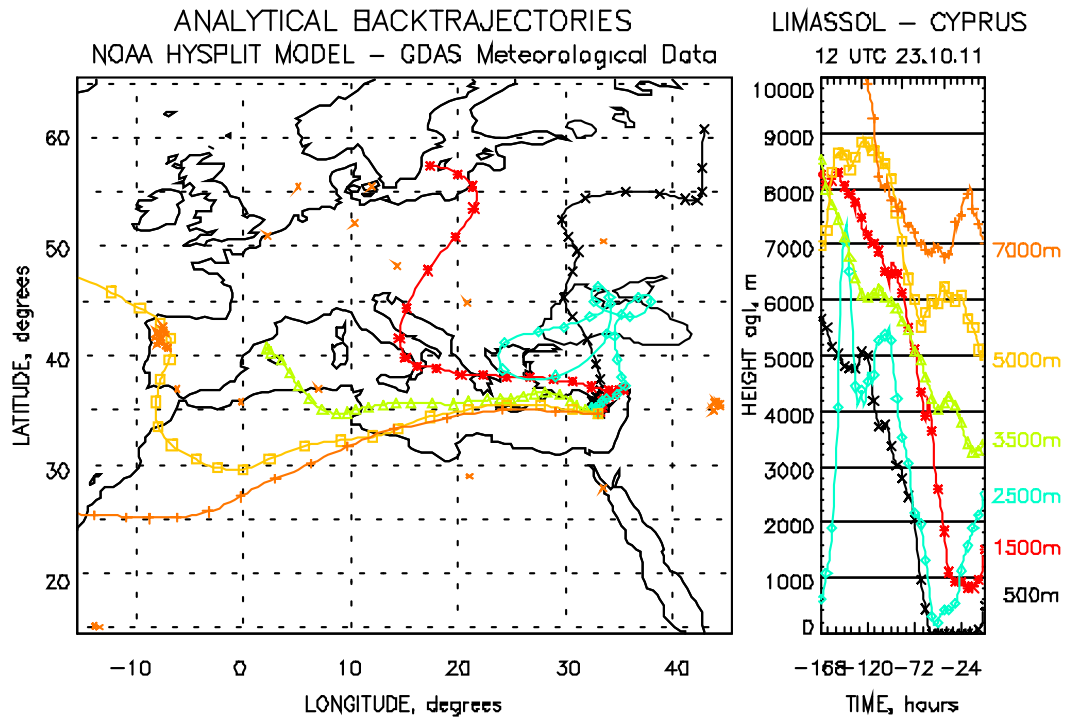 ANALYTICAL BACKTRAJECTORIES
NOAA HYSPLIT MODEL – GDAS Meteorological Data
LIMASSOL – CYPRUS
12 UTC 23.10.11
LATITUDE, degrees
60
50
40
30
20
-10
0
10
20
30
40
LONGITUDE, degrees
HEIGHT agl, m
10000
9000
8000
7000
6000
5000
4000
3000
2000
1000
0
7000m
5000m
3500m
2500m
1500m
500m
-168
-120
-72
-24
TIME, hours